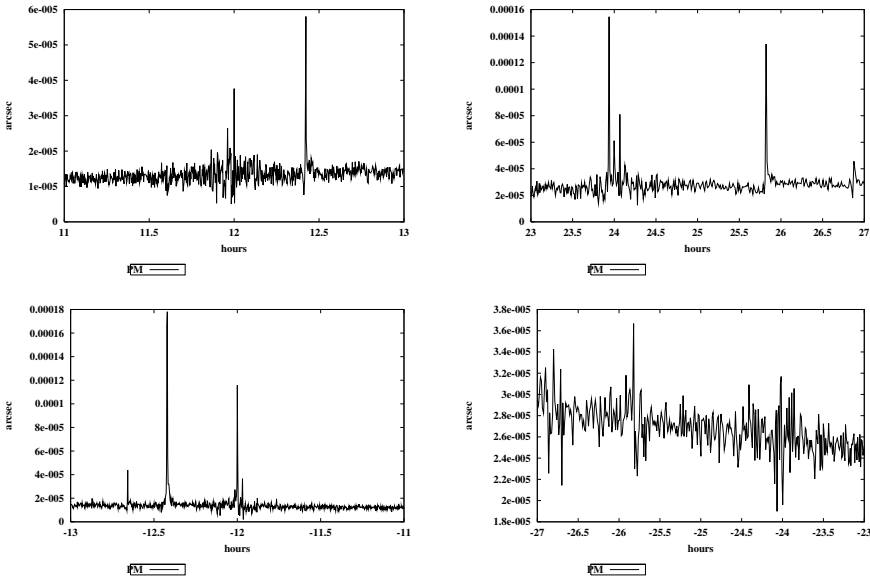 6e-005
5e-005
4e-005
3e-005
2e-005
1e-005
0
arcsec
11 11.5 12 12.5 13
hours
PM
0.00016
0.00014
0.00012
0.0001
8e-005
6e-005
4e-005
2e-005
0
arcsec
23 23.5 24 24.5 25 25.5 26 26.5 27
hours
PM
0.00018
0.00016
0.00014
0.00012
0.0001
8e-005
6e-005
4e-005
2e-005
0
arcsec
-13 -12.5 -12 -11.5 -11
hours
PM
3.8e-005
3.6e-005
3.4e-005
3.2e-005
3e-005
2.8e-005
2.6e-005
2.4e-005
2.2e-005
2e-005
1.8e-005
arcsec
-27 -26.5 -26 -25.5 -25 -24.5 -24 -23.5 -23
hours
PM